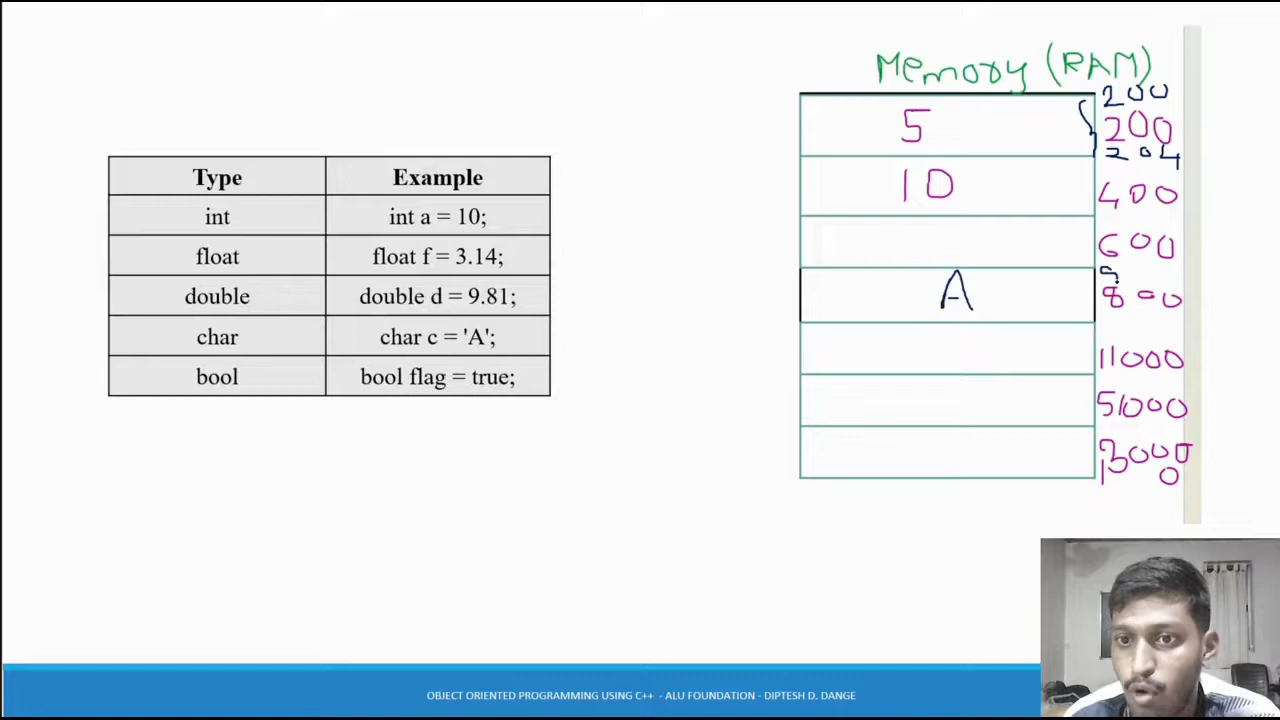 Type Example
int int a = 10;
float float f = 3.14;
double double d = 9.81;
char char c = 'A';
bool bool flag = true;
Memory (RAM)
200
5 200
204
10 400
600
A 800
11000
51000
OBJECT ORIENTED PROGRAMMING USING C++ - ALU FOUNDATION - DIPTESH D. DANGE